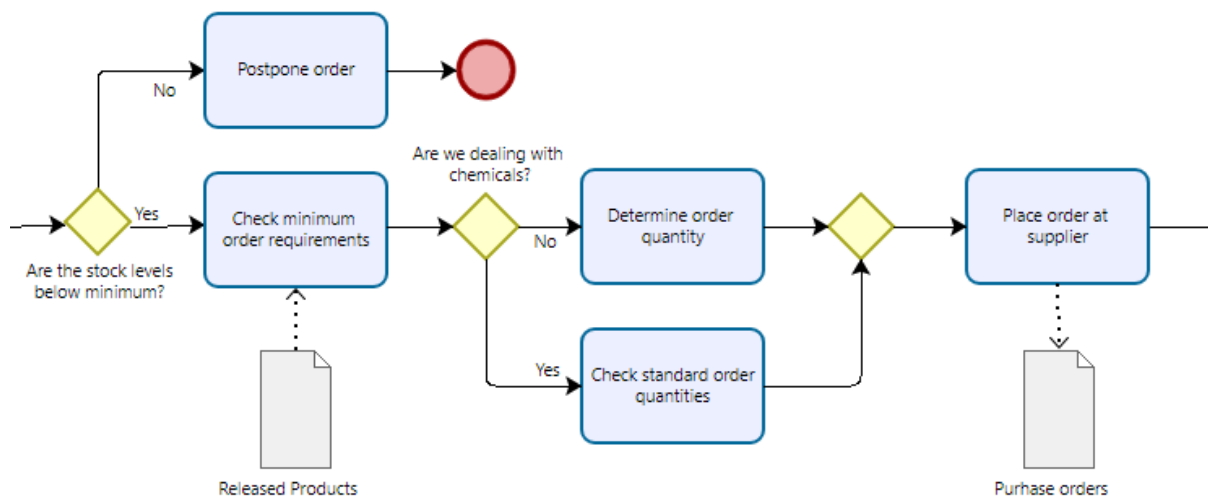 Postpone order
No
Are we dealing with
chemicals?
Yes
Check minimum
order requirements
Determine order
quantity
Place order at
supplier
No
Are the stock levels
below minimum?
Yes
Check standard order
quantities
Released Products
Purhase orders